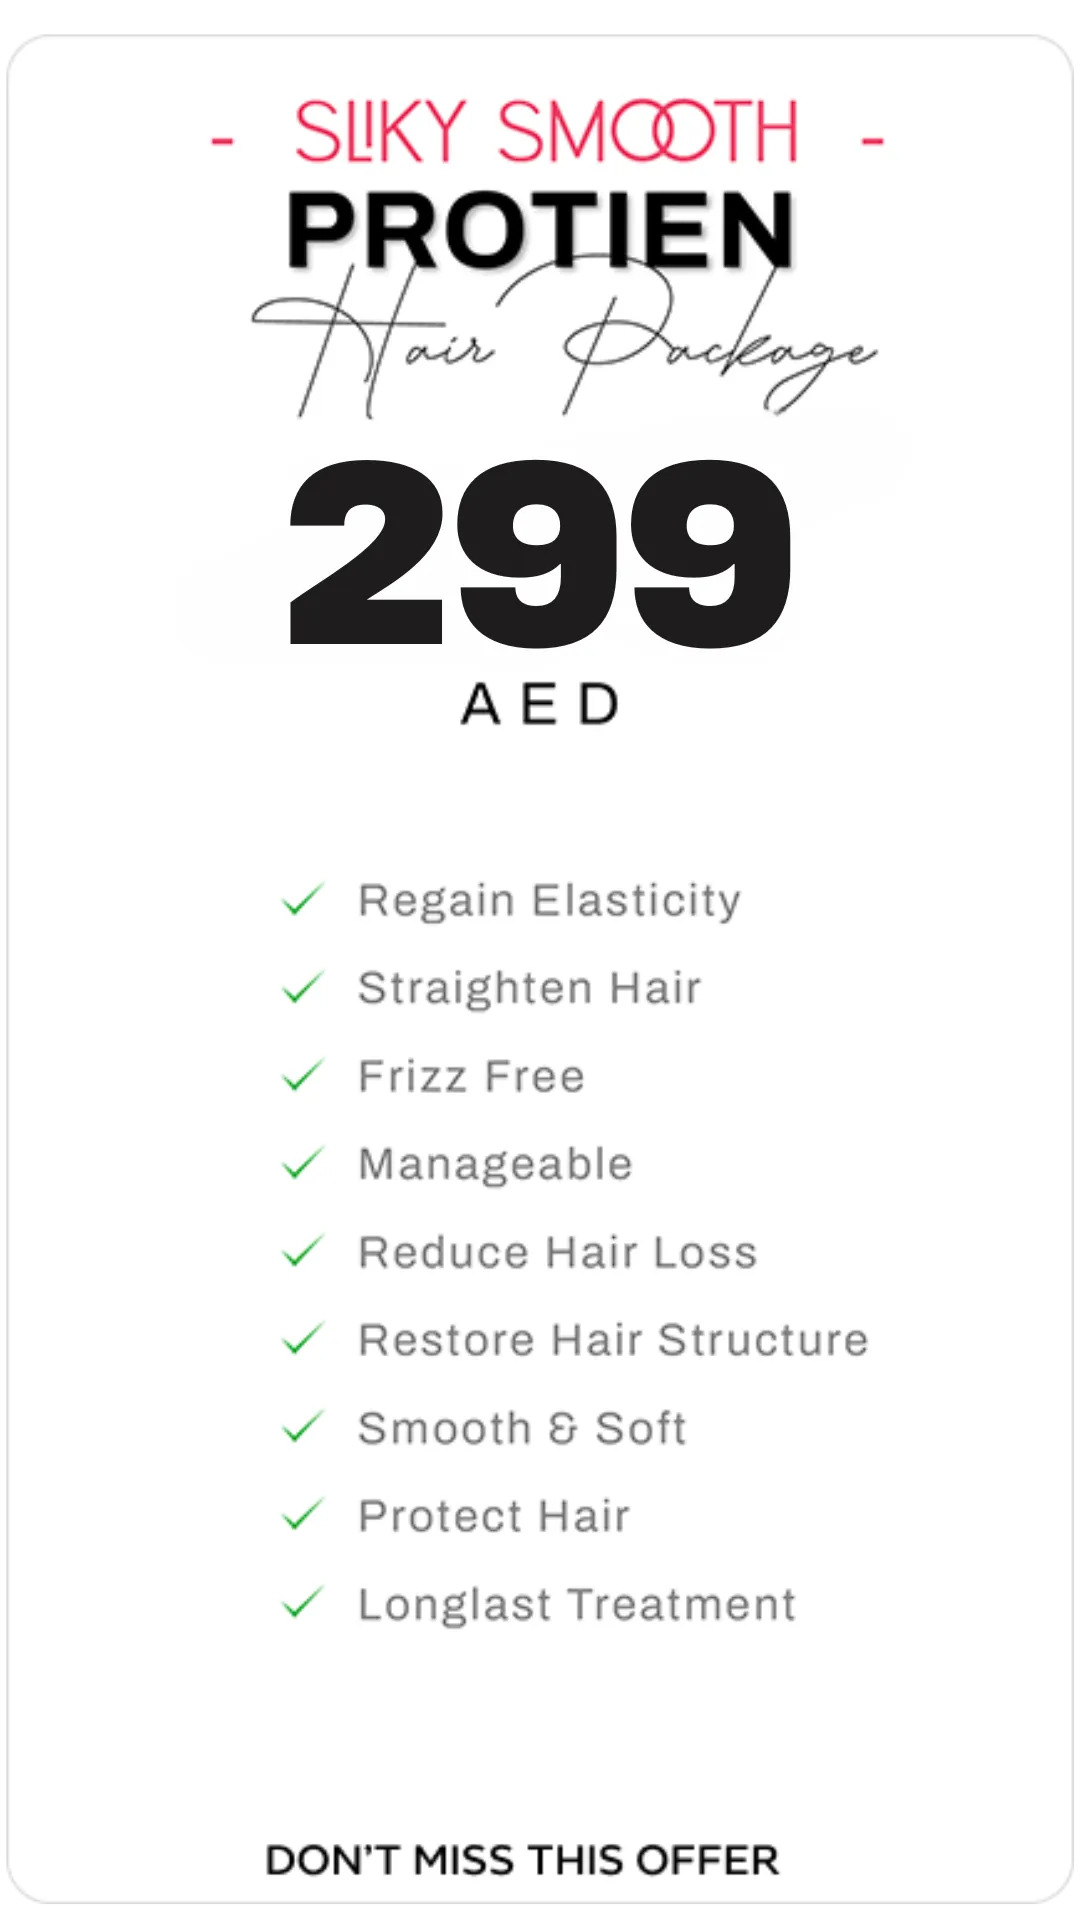 - SLIKY SMOOTH -
PROTIEN
Hair Package
299
AED
Regain Elasticity
Straighten Hair
Frizz Free
Manageable
Reduce Hair Loss
Restore Hair Structure
Smooth & Soft
Protect Hair
Longlast Treatment
DON'T MISS THIS OFFER